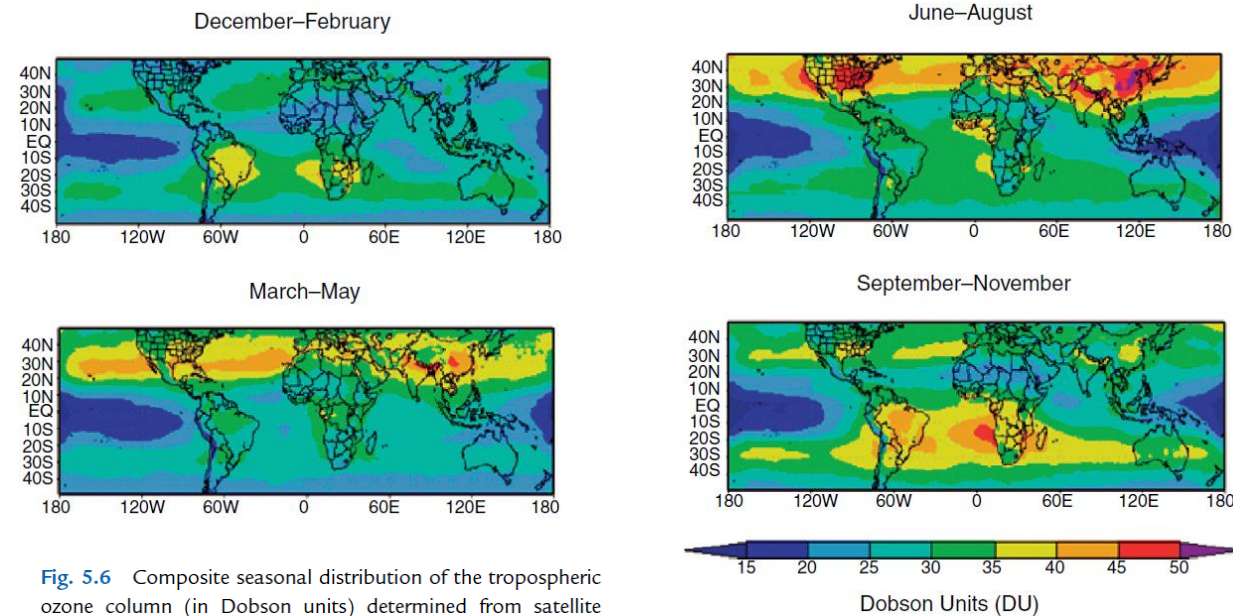 December–February
40N
30N
20N
10N
EQ
10S
20S
30S
40S
180 120W 60W 0 60E 120E 180
March–May
40N
30N
20N
10N
EQ
10S
20S
30S
40S
180 120W 60W 0 60E 120E 180
Fig. 5.6 Composite seasonal distribution of the tropospheric
ozone column (in Dobson units) determined from satellite
June–August
40N
30N
20N
10N
EQ
10S
20S
30S
40S
180 120W 60W 0 60E 120E 180
September–November
40N
30N
20N
10N
EQ
10S
20S
30S
40S
180 120W 60W 0 60E 120E 180
15 20 25 30 35 40 45 50
Dobson Units (DU)